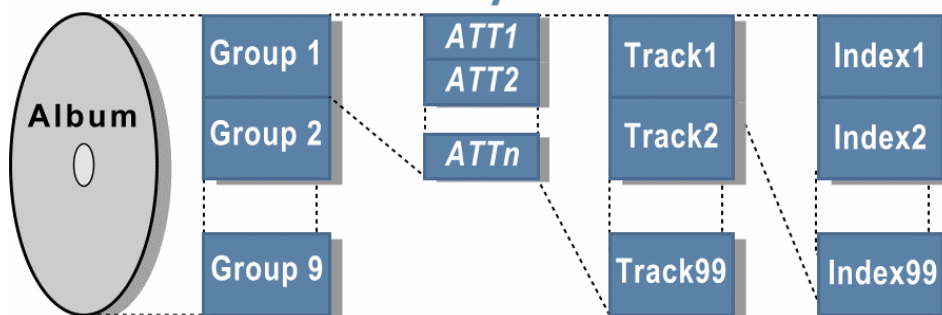 Album
Group 1
Group 2
Group 9
ATT1
ATT2
ATTn
Track1
Track2
Track99
Index1
Index2
Index99